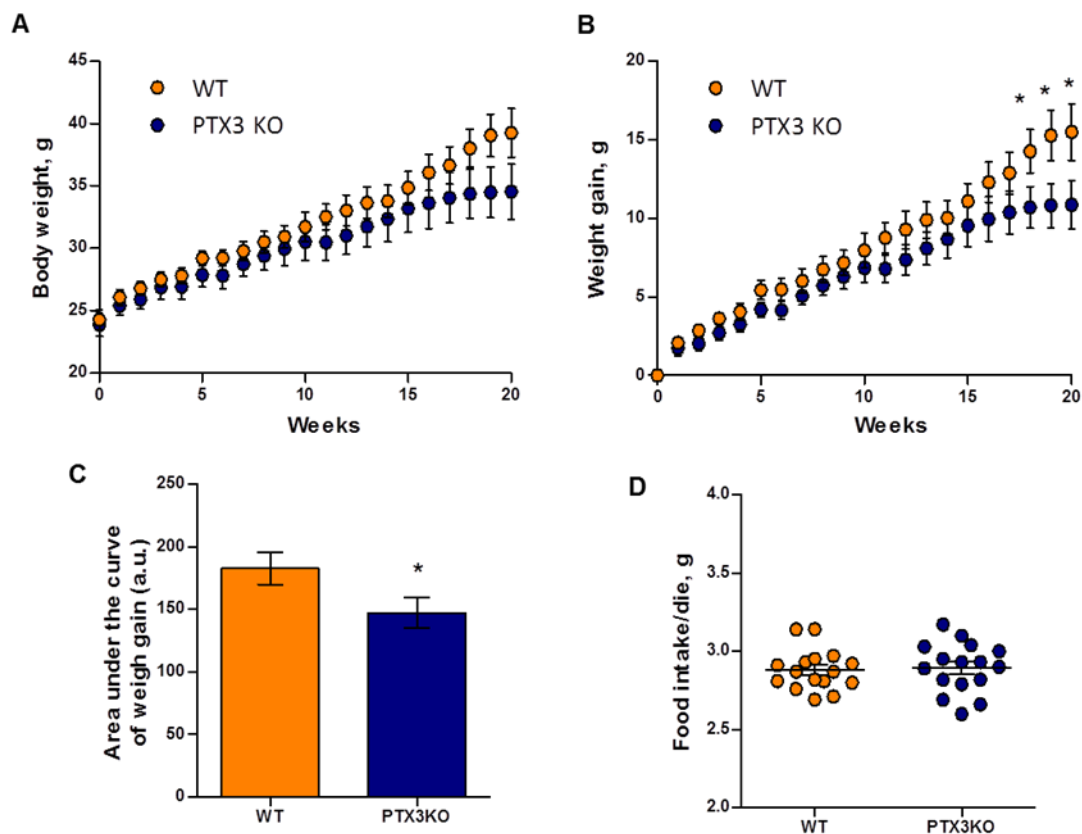 A
45
40
35
30
25
20
Body weight, g
WT
PTX3 KO
0 5 10 15 20
Weeks
B
20
15
10
5
0
Weight gain, g
WT
PTX3 KO
* * *
0 5 10 15 20
Weeks
C
250
200
150
100
50
0
Area under the curve
of weigh gain (a.u.)
*
WT PTX3KO
D
4.0
3.5
3.0
2.5
2.0
Food intake/die, g
WT PTX3KO